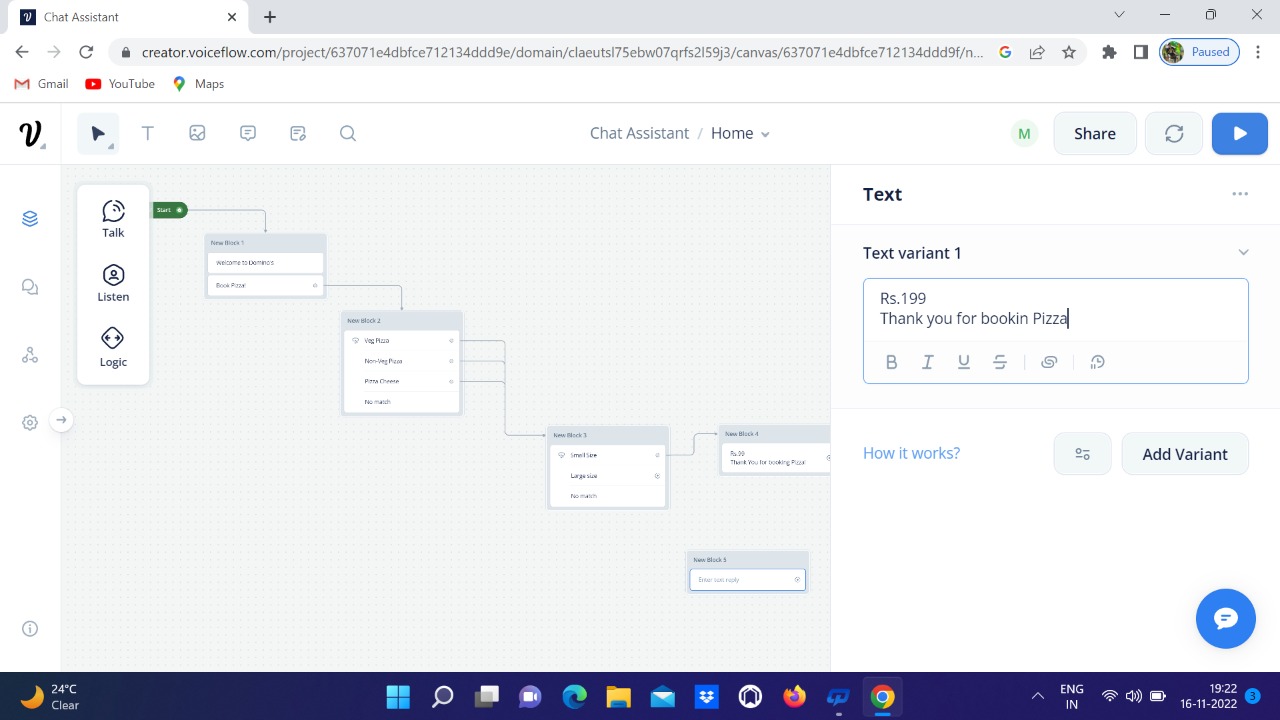 Chat Assistant
creator.voiceflow.com/project/637071e4dbfce712134ddd9e/domain/claeutsl75ebw07qrfs2l59j3/canvas/637071e4dbfce712134ddd9f/n...
Paused
Gmail
YouTube
Maps
Chat Assistant / Home
M
Share
Talk
Listen
Logic
Start
New Block 1
Welcome to Domino's
Book Pizza!
New Block 2
Veg Pizza
Non-Veg Pizza
Pizza Cheese
No match
New Block 3
Small Size
Large size
No match
New Block 4
Rs.99
Thank You for booking Pizza!
New Block 5
Enter text reply
Text
Text variant 1
Rs.199
Thank you for bookin Pizza
B I U S
How it works?
Add Variant
24°C
Clear
ENG
IN
19:22
16-11-2022
3